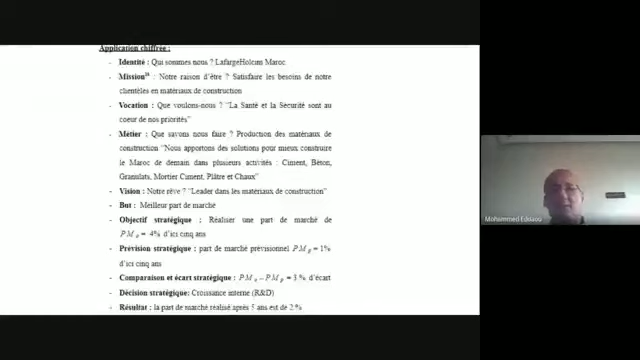 Application chiffrée :
- Identité : Qui sommes nous ? LafargeHolcim Maroc
- Mission : Notre raison d'être ? Satisfaire les besoins de notre
clientèles en matériaux de construction
- Vocation : Que voulons-nous ? "La Santé et la Sécurité sont au
coeur de nos priorités"
- Métier : Que savons nous faire ? Production des matériaux de
construction "Nous apportons des solutions pour mieux construire
le Maroc de demain dans plusieurs activités : Ciment, Béton,
Granulats, Mortier Ciment, Plâtre et Chaux"
- Vision : Notre rêve ? "Leader dans les matériaux de construction"
- But : Meilleur part de marché
- Objectif stratégique : Réaliser une part de marché de
PMo = 4% d'ici cinq ans
- Prévision stratégique : part de marché prévisionnel PMp = 1%
d'ici cinq ans
- Comparaison et écart stratégique : PMo – PMp = 3 % d'écart
- Décision stratégique: Croissance interne (R&D)
- Résultat : la part de marché réalisé après 5 ans est de 2 %
Mohammed